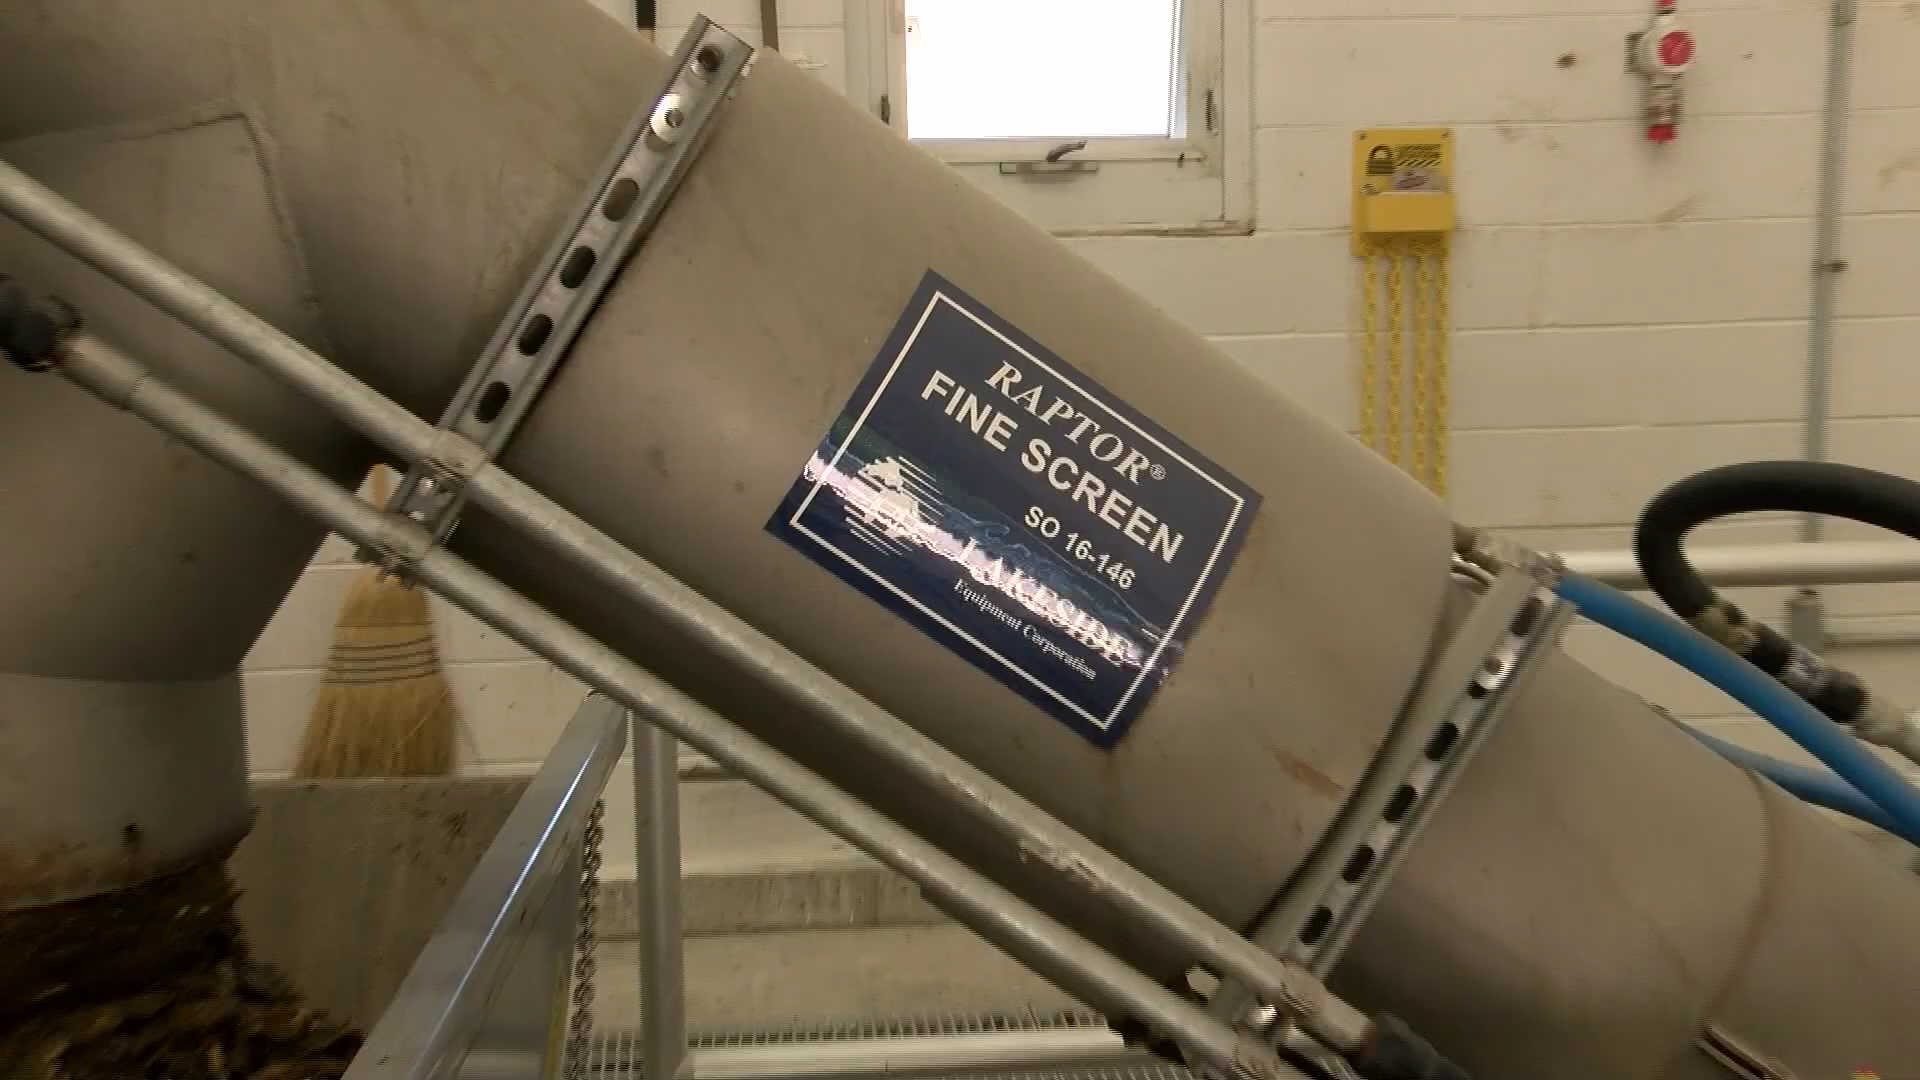 RAPTOR®
FINE SCREEN
SO 16-146
LAKESIDE
Equipment Corporation